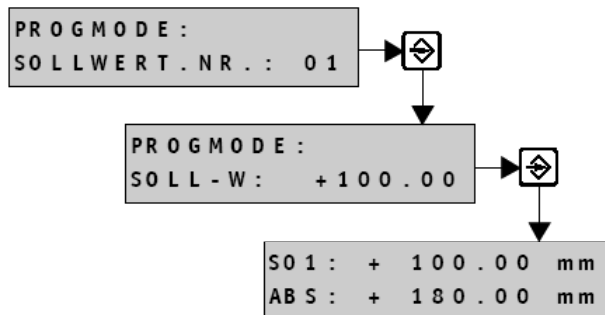 PROGMODE:
SOLLWERT.NR.: 01
PROGMODE:
SOLL-W: +100.00
S01: + 100.00 mm
ABS: + 180.00 mm